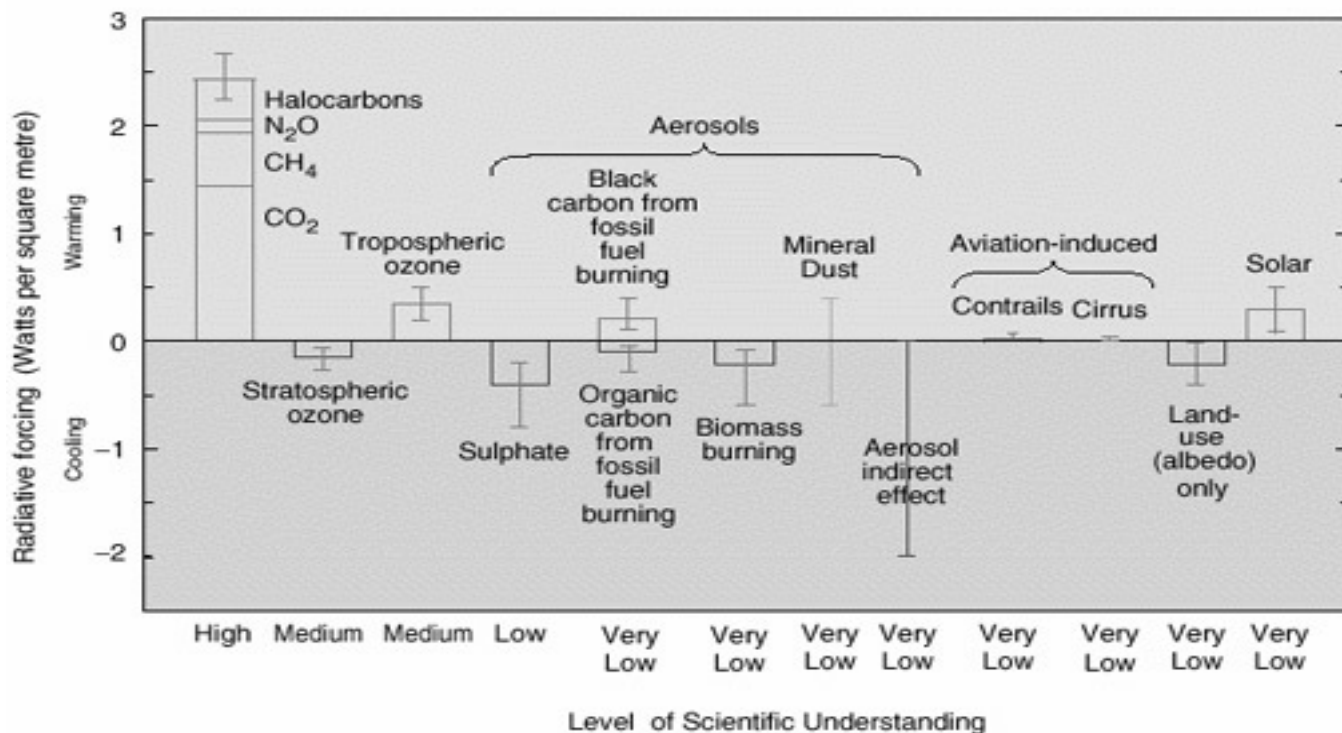 Radiative forcing (Watts per square metre)
Warming
Cooling
3
2
1
0
−1
−2
Halocarbons
N₂O
CH₄
CO₂
Stratospheric
ozone
Tropospheric
ozone
Aerosols
Sulphate
Black
carbon from
fossil
fuel
burning
Organic
carbon
from
fossil
fuel
burning
Biomass
burning
Mineral
Dust
Aerosol
indirect
effect
Aviation-induced
Contrails Cirrus
Land-
use
(albedo)
only
Solar
High Medium Medium Low Very Very Very Very Very Very Very Very
Low Low Low Low Low Low Low Low
Level of Scientific Understanding